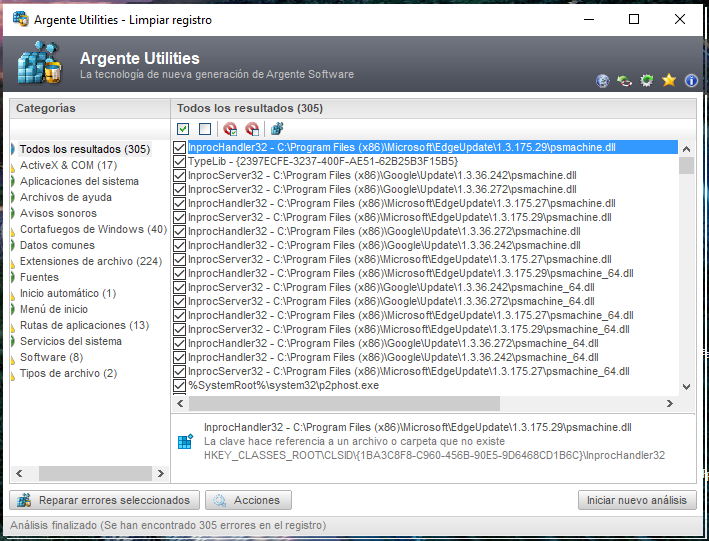 Argente Utilities - Limpiar registro
Argente Utilities
La tecnología de nueva generación de Argente Software
Categorías
Todos los resultados (305)
ActiveX & COM (17)
Aplicaciones del sistema
Archivos de ayuda
Avisos sonoros
Cortafuegos de Windows (40)
Datos comunes
Extensiones de archivo (224)
Fuentes
Inicio automático (1)
Menú de inicio
Rutas de aplicaciones (13)
Servicios del sistema
Software (8)
Tipos de archivo (2)
Todos los resultados (305)
InprocHandler32 - C:\Program Files (x86)\Microsoft\EdgeUpdate\1.3.175.29\psmachine.dll
TypeLib - {2397ECFE-3237-400F-AE51-62B25B3F15B5}
InprocServer32 - C:\Program Files (x86)\Google\Update\1.3.36.242\psmachine.dll
InprocServer32 - C:\Program Files (x86)\Google\Update\1.3.36.272\psmachine.dll
InprocHandler32 - C:\Program Files (x86)\Microsoft\EdgeUpdate\1.3.175.27\psmachine.dll
InprocServer32 - C:\Program Files (x86)\Microsoft\EdgeUpdate\1.3.175.29\psmachine.dll
InprocHandler32 - C:\Program Files (x86)\Google\Update\1.3.36.272\psmachine.dll
InprocHandler32 - C:\Program Files (x86)\Google\Update\1.3.36.242\psmachine.dll
InprocServer32 - C:\Program Files (x86)\Microsoft\EdgeUpdate\1.3.175.27\psmachine.dll
InprocHandler32 - C:\Program Files (x86)\Microsoft\EdgeUpdate\1.3.175.29\psmachine_64.dll
InprocServer32 - C:\Program Files (x86)\Google\Update\1.3.36.242\psmachine_64.dll
InprocServer32 - C:\Program Files (x86)\Google\Update\1.3.36.272\psmachine_64.dll
InprocHandler32 - C:\Program Files (x86)\Microsoft\EdgeUpdate\1.3.175.27\psmachine_64.dll
InprocServer32 - C:\Program Files (x86)\Microsoft\EdgeUpdate\1.3.175.29\psmachine_64.dll
InprocHandler32 - C:\Program Files (x86)\Google\Update\1.3.36.272\psmachine_64.dll
InprocHandler32 - C:\Program Files (x86)\Google\Update\1.3.36.242\psmachine_64.dll
InprocServer32 - C:\Program Files (x86)\Microsoft\EdgeUpdate\1.3.175.27\psmachine_64.dll
%SystemRoot%\system32\p2phost.exe
InprocHandler32 - C:\Program Files (x86)\Microsoft\EdgeUpdate\1.3.175.29\psmachine.dll
La clave hace referencia a un archivo o carpeta que no existe
HKEY_CLASSES_ROOT\CLSID\{1BA3C8F8-C960-456B-90E5-9D6468CD1B6C}\InprocHandler32
Reparar errores seleccionados
Acciones
Iniciar nuevo análisis
Análisis finalizado (Se han encontrado 305 errores en el registro)